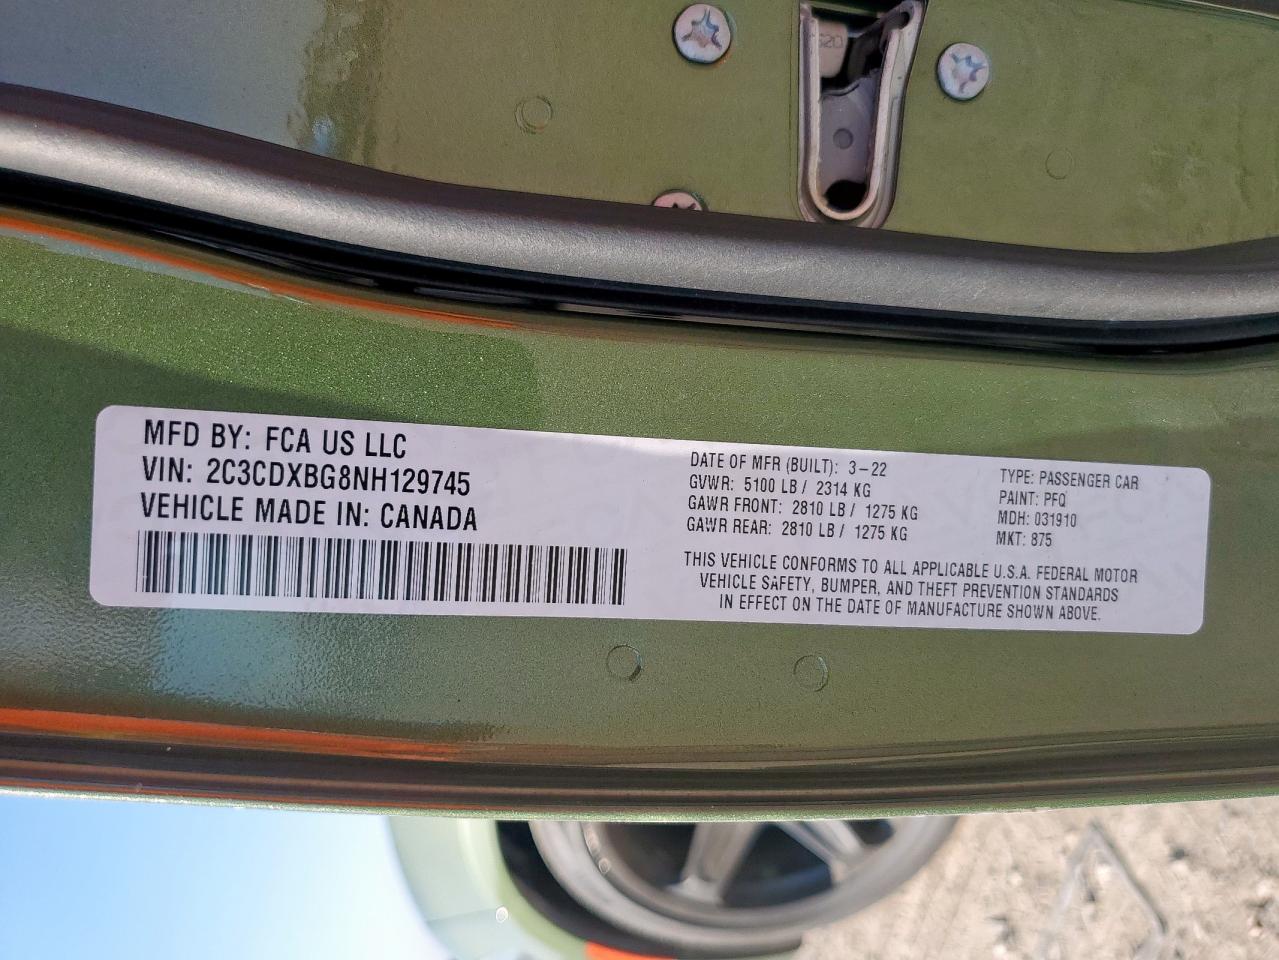 MFD BY: FCA US LLC
VIN: 2C3CDXBG8NH129745
VEHICLE MADE IN: CANADA
DATE OF MFR (BUILT): 3-22
GVWR: 5100 LB / 2314 KG
GAWR FRONT: 2810 LB / 1275 KG
GAWR REAR: 2810 LB / 1275 KG
TYPE: PASSENGER CAR
PAINT: PFQ
MDH: 031910
MKT: 875
THIS VEHICLE CONFORMS TO ALL APPLICABLE U.S.A. FEDERAL MOTOR
VEHICLE SAFETY, BUMPER, AND THEFT PREVENTION STANDARDS
IN EFFECT ON THE DATE OF MANUFACTURE SHOWN ABOVE.